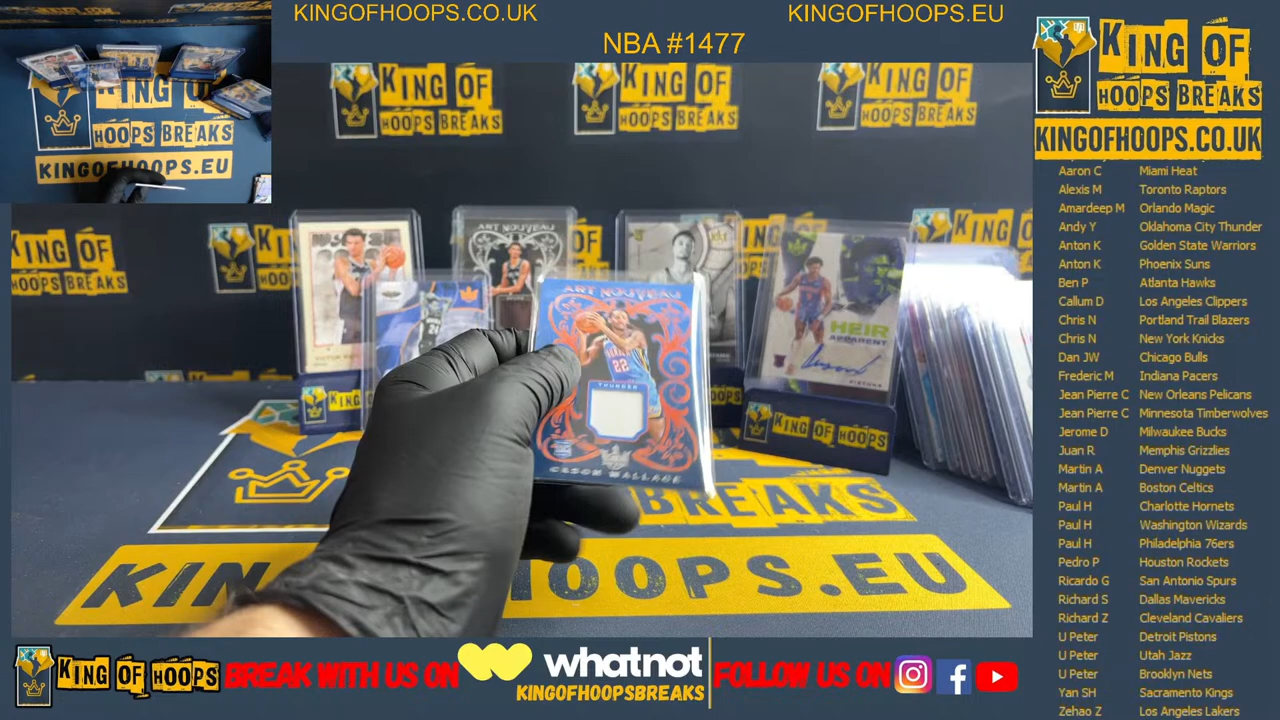 KINGOFHOOPS.CO.UK
KINGOFHOOPS.EU
NBA #1477
KING OF
HOOPS BREAKS
KINGOFHOOPS.CO.UK
Aaron C Miami Heat
Alexis M Toronto Raptors
Amardeep M Orlando Magic
Andy Y Oklahoma City Thunder
Anton K Golden State Warriors
Anton K Phoenix Suns
Ben P Atlanta Hawks
Callum D Los Angeles Clippers
Chris N Portland Trail Blazers
Chris N New York Knicks
Dan JW Chicago Bulls
Frederic M Indiana Pacers
Jean Pierre C New Orleans Pelicans
Jean Pierre C Minnesota Timberwolves
Jerome D Milwaukee Bucks
Juan R Memphis Grizzlies
Martin A Denver Nuggets
Martin A Boston Celtics
Paul H Charlotte Hornets
Paul H Washington Wizards
Paul H Philadelphia 76ers
Pedro P Houston Rockets
Ricardo G San Antonio Spurs
Richard S Dallas Mavericks
Richard Z Cleveland Cavaliers
U Peter Detroit Pistons
U Peter Utah Jazz
U Peter Brooklyn Nets
Yan SH Sacramento Kings
Zehao Z Los Angeles Lakers
KING OF
HOOPS BREAKS
KINGOFHOOPS.EU
KING OF
HOOPS BREAKS
KING OF
HOOPS BREAKS
KING OF
HOOPS BREAKS
KING OF
ART NOUVEAU
ART NOUVEAU
22
THUNDER
CASON WALLACE
24
HEIR
APPARENT
PISTONS
KING OF HOOPS
BREAKS
KIN HOOPS.EU
KING OF
HOOPS BREAKS
BREAK WITH US ON
whatnot
KINGOFHOOPSBREAKS
FOLLOW US ON